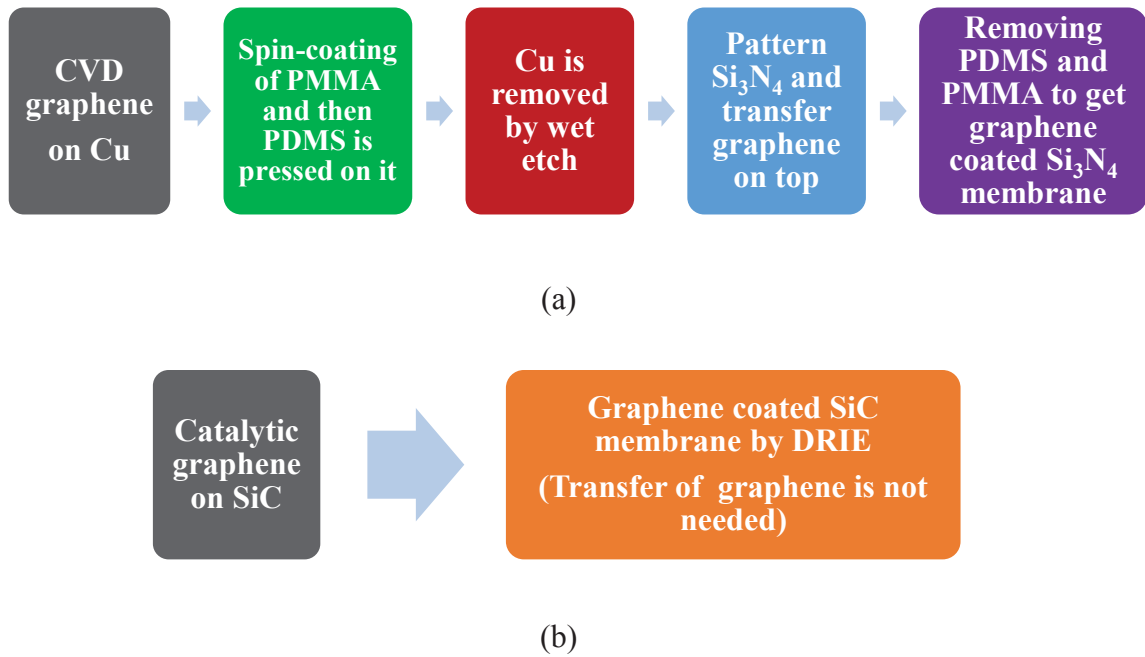 CVD
graphene
on Cu
Spin-coating
of PMMA
and then
PDMS is
pressed on it
Cu is
removed
by wet
etch
Pattern
Si₃N₄ and
transfer
graphene
on top
Removing
PDMS and
PMMA to get
graphene
coated Si₃N₄
membrane
(a)
Catalytic
graphene
on SiC
Graphene coated SiC
membrane by DRIE
(Transfer of graphene is not
needed)
(b)